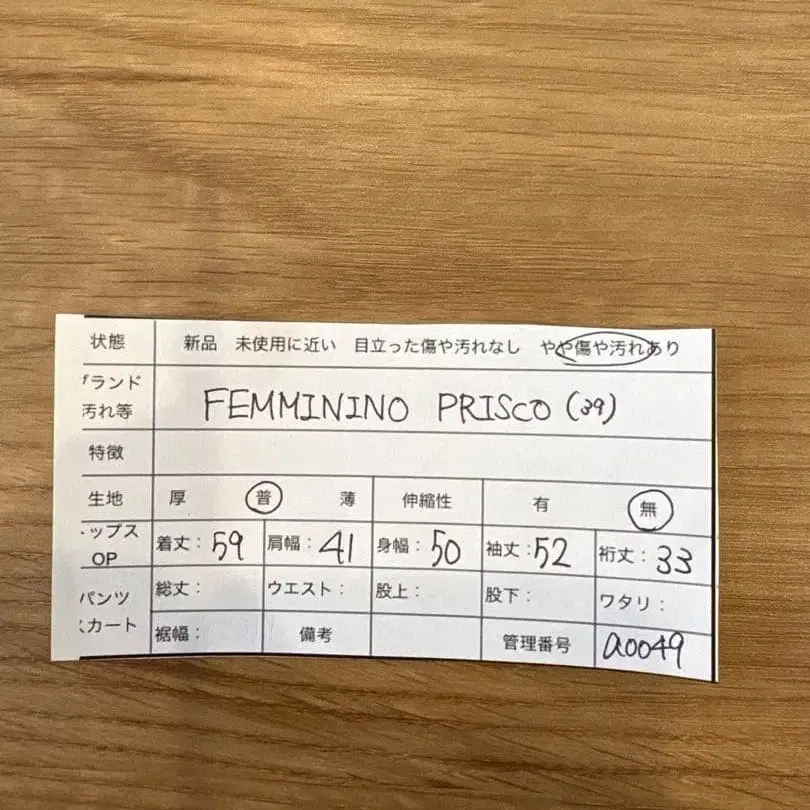 状態 新品 未使用に近い 目立った傷や汚れなし やや傷や汚れあり
ブランド 汚れ等 FEMMININO PRISCO (39)
特徴
生地 厚 普 薄 伸縮性 有 無
トップス OP 着丈: 59 肩幅: 41 身幅: 50 袖丈: 52 裄丈: 33
パンツ スカート 総丈: ウエスト: 股上: 股下: ワタリ:
裾幅: 備考 管理番号 a0049